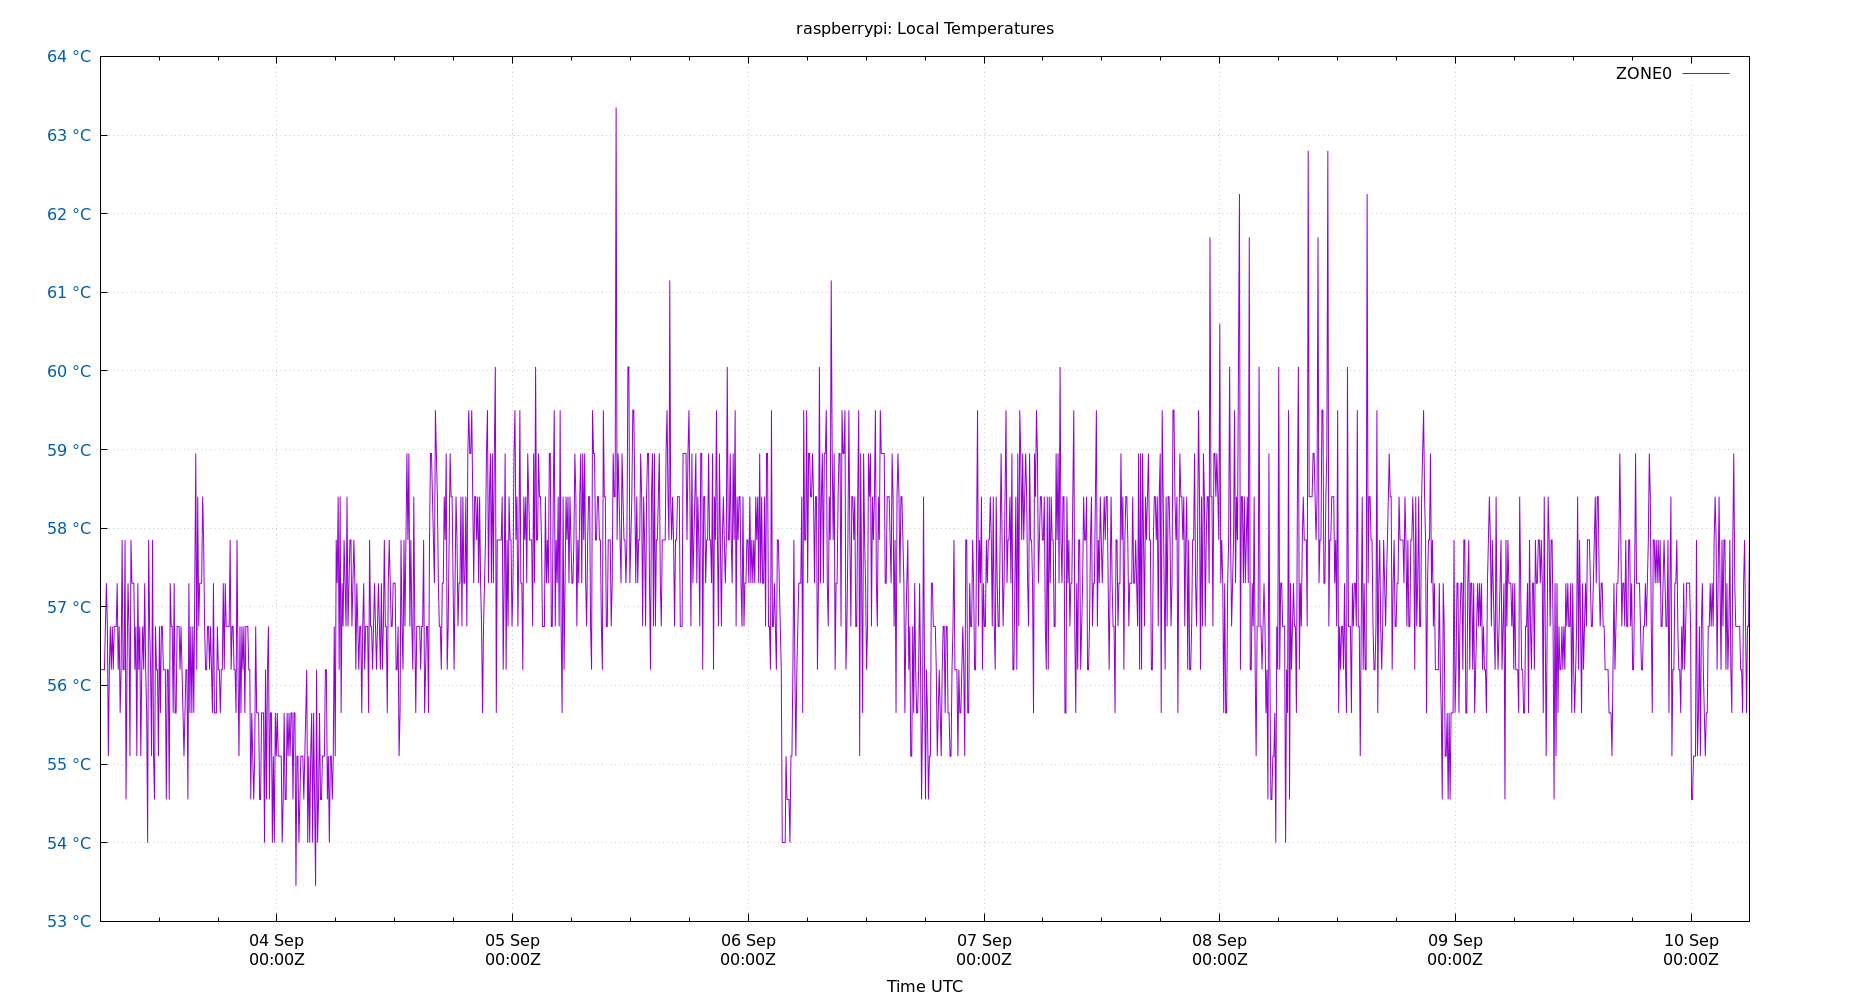 raspberrypi: Local Temperatures
64 °C
ZONE0
63 °C
62 °C
61 °C
60 °C
59 °C
58 °C
57 °C
56 °C
55 °C
54 °C
53 °C
04 Sep 05 Sep 06 Sep 07 Sep 08 Sep 09 Sep 10 Sep
00:00Z 00:00Z 00:00Z 00:00Z 00:00Z 00:00Z 00:00Z
Time UTC